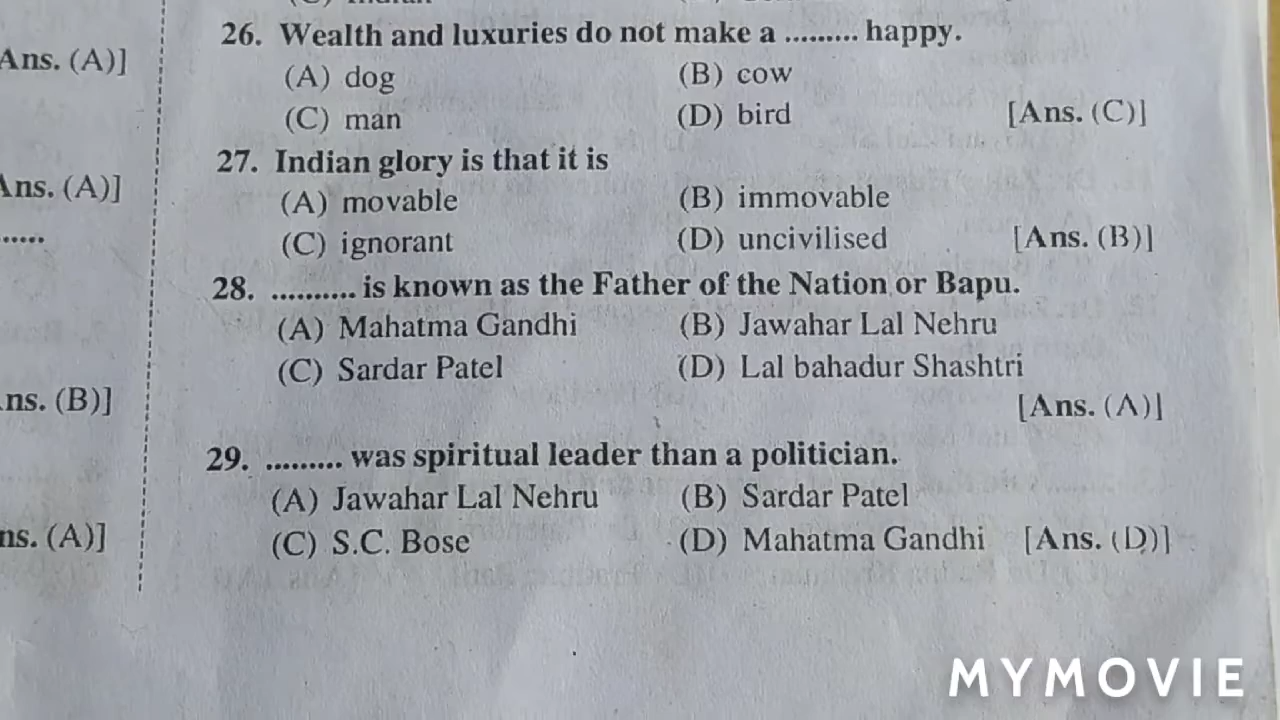 Ans. (A)]
Ans. (A)]
......
ns. (B)]
ns. (A)]
26. Wealth and luxuries do not make a ......... happy.
(A) dog (B) cow
(C) man (D) bird [Ans. (C)]
27. Indian glory is that it is
(A) movable (B) immovable
(C) ignorant (D) uncivilised [Ans. (B)]
28. .......... is known as the Father of the Nation or Bapu.
(A) Mahatma Gandhi (B) Jawahar Lal Nehru
(C) Sardar Patel (D) Lal bahadur Shashtri
[Ans. (A)]
29. ......... was spiritual leader than a politician.
(A) Jawahar Lal Nehru (B) Sardar Patel
(C) S.C. Bose (D) Mahatma Gandhi [Ans. (D)]
MYMOVIE